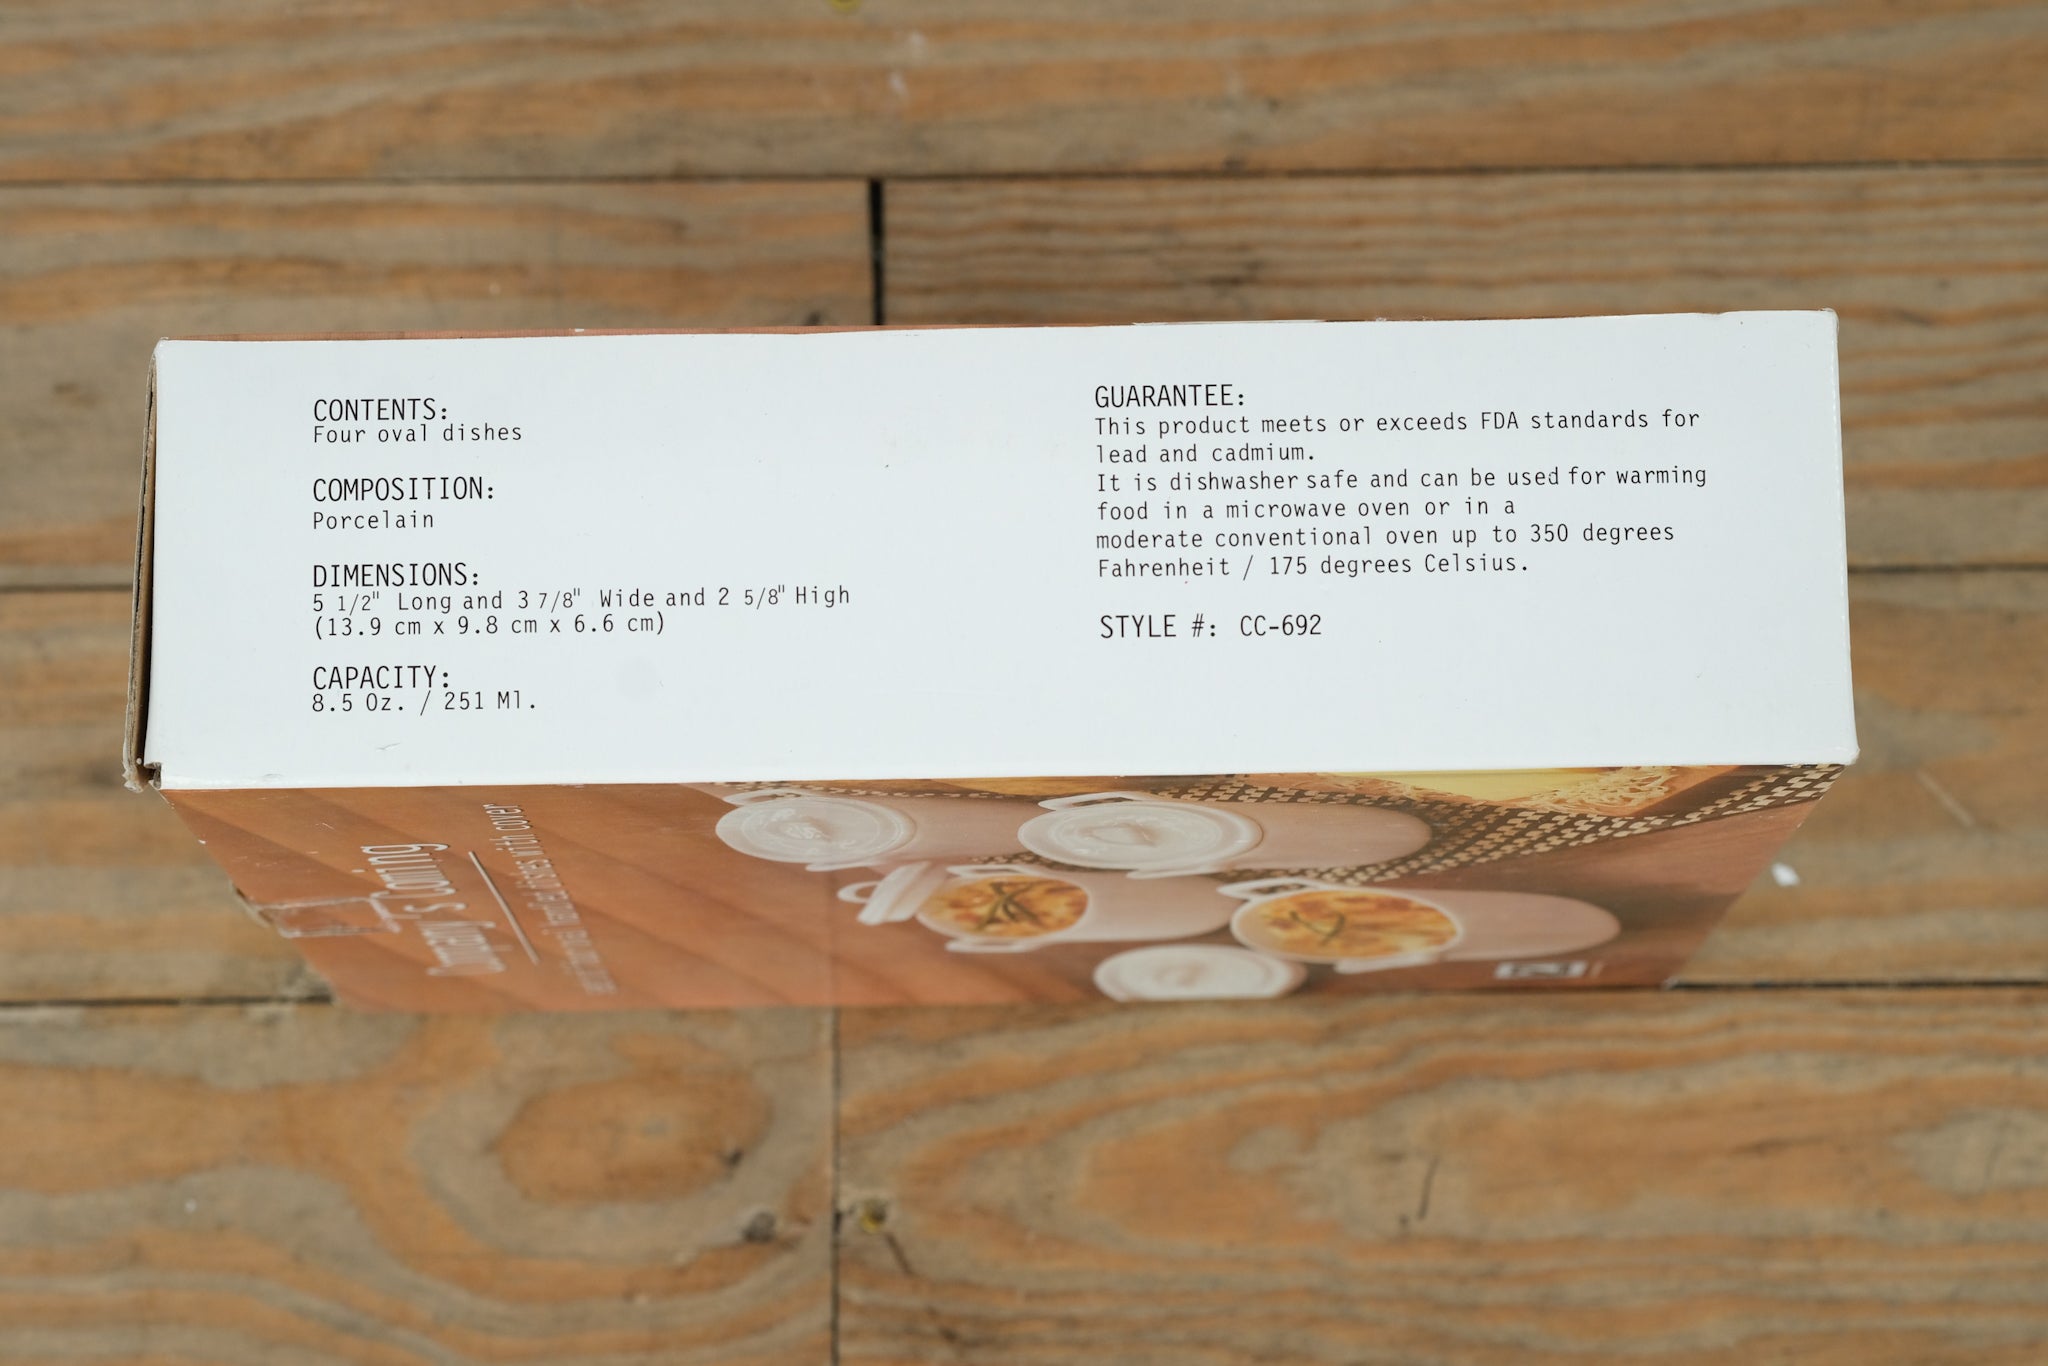 CONTENTS:
Four oval dishes
COMPOSITION:
Porcelain
DIMENSIONS:
5 1/2" Long and 3 7/8" Wide and 2 5/8" High
(13.9 cm x 9.8 cm x 6.6 cm)
CAPACITY:
8.5 Oz. / 251 Ml.
GUARANTEE:
This product meets or exceeds FDA standards for
lead and cadmium.
It is dishwasher safe and can be used for warming
food in a microwave oven or in a
moderate conventional oven up to 350 degrees
Fahrenheit / 175 degrees Celsius.
STYLE #: CC-692
with cover